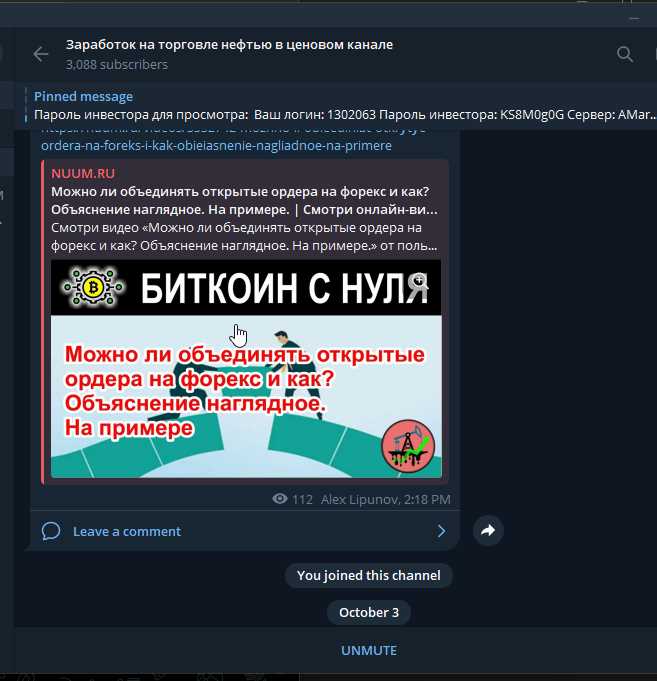 Заработок на торговле нефтью в ценовом канале
3,088 subscribers
Pinned message
Пароль инвестора для просмотра: Ваш логин: 1302063 Пароль инвестора: KS8M0g0G Сервер: AMar...
ordera-na-foreks-i-kak-obieiasnenie-nagliadnoe-na-primere
NUUM.RU
Можно ли объединять открытые ордера на форекс и как?
Объяснение наглядное. На примере. | Смотри онлайн-ви...
Смотри видео «Можно ли объединять открытые ордера на
форекс и как? Объяснение наглядное. На примере.» от поль...
БИТКОИН С НУЛЯ
Можно ли объединять открытые
ордера на форекс и как?
Объяснение наглядное.
На примере
112 Alex Lipunov, 2:18 PM
Leave a comment
You joined this channel
October 3
UNMUTE